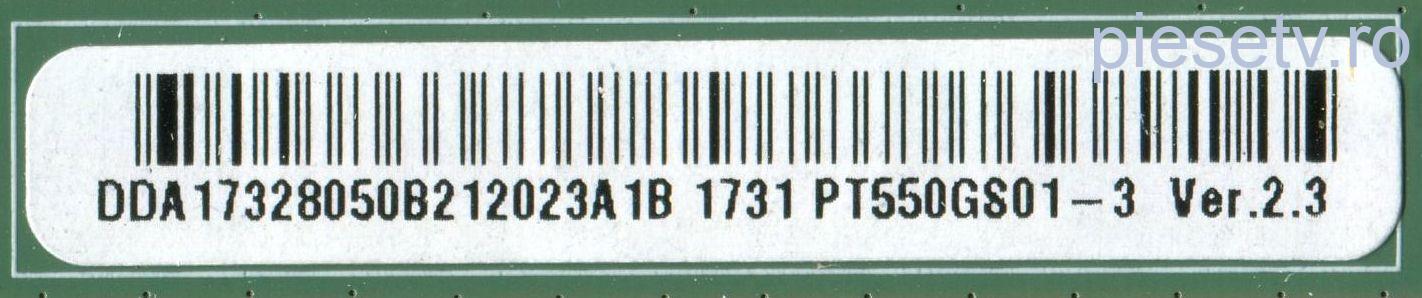 piesetv.ro
DDA17328050B212023A1B 1731 PT550GS01-3 Ver.2.3